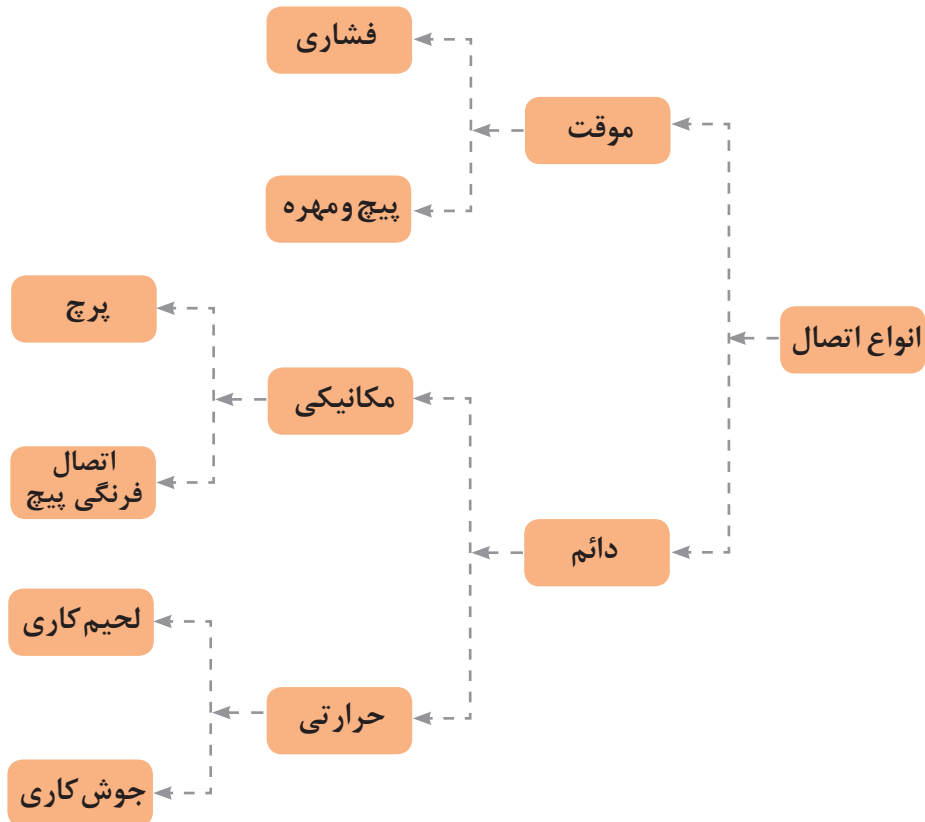 انواع اتصال
موقت
فشاری
پیچ و مهره
دائم
مکانیکی
پرچ
اتصال
فرنگی پیچ
حرارتی
لحیم کاری
جوش کاری